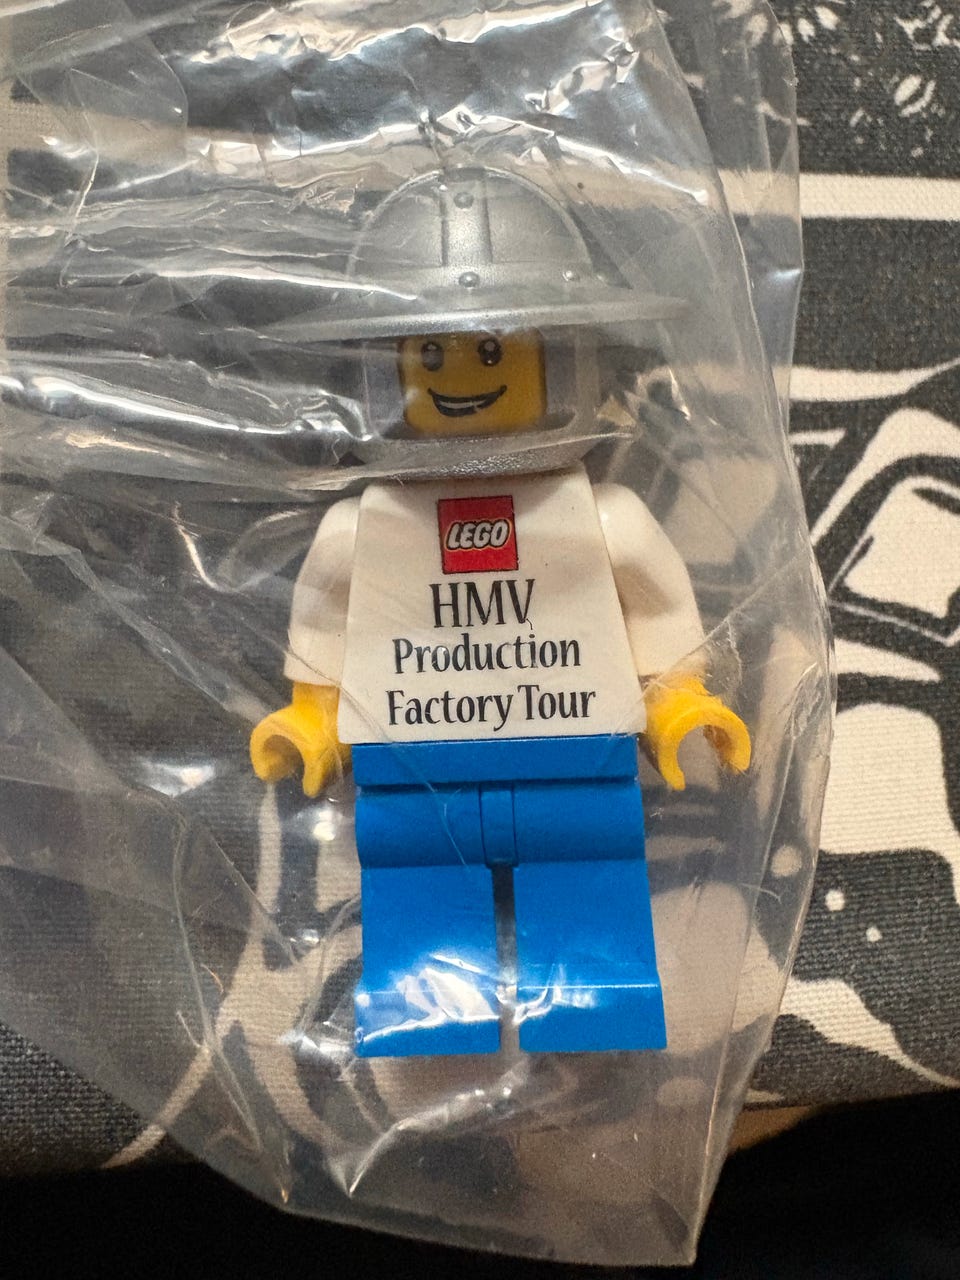 LEGO
HMV
Production
Factory Tour